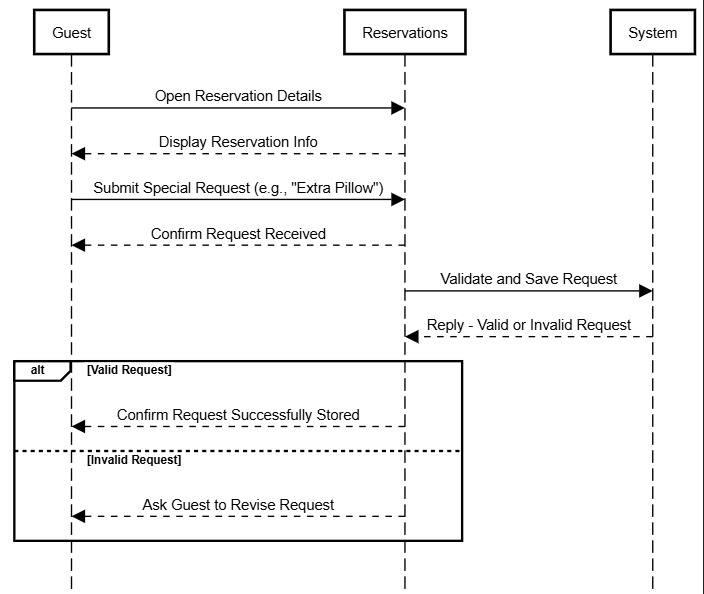 Guest
Reservations
System
Open Reservation Details
Display Reservation Info
Submit Special Request (e.g., "Extra Pillow")
Confirm Request Received
Validate and Save Request
Reply - Valid or Invalid Request
alt
[Valid Request]
Confirm Request Successfully Stored
[Invalid Request]
Ask Guest to Revise Request